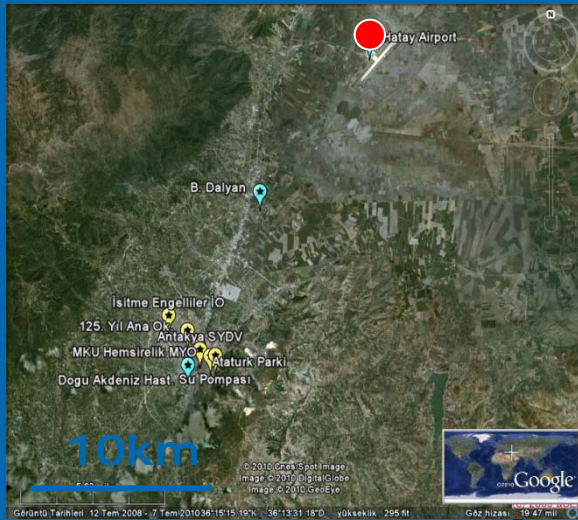 N
Hatay Airport
B. Dalyan
İsitme Engelliler İO
125. Yıl Ana Ok.
Antakya SYDV
MKU Hemsirelik MYO
Ataturk Parki
Dogu Akdeniz Hast. Su Pompası
10km
© 2010 Cnes/Spot Image
Image © 2010 DigitalGlobe
Image © 2010 GeoEye
©2010 Google
Görüntü Tarihleri: 12 Tem 2008 - 7 Tem 2010 36°15'15.19"K 36°13'31.18"D yükseklik 295 fit Göz hizası. 19.47 mil